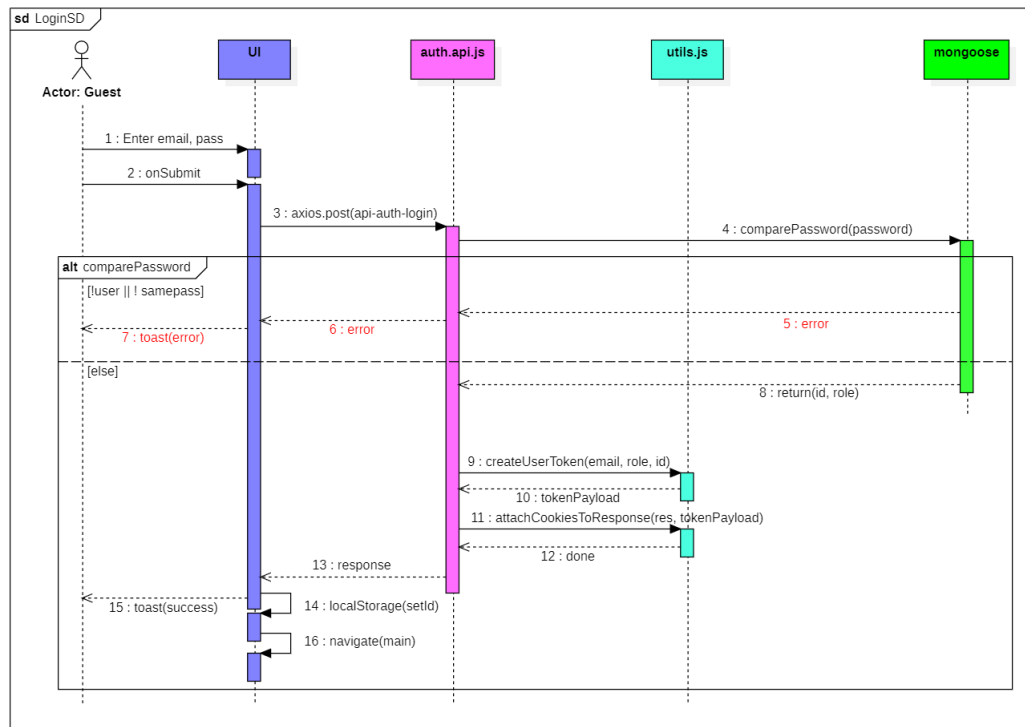 sd LoginSD
UI
auth.api.js
utils.js
mongoose
Actor: Guest
1 : Enter email, pass
2 : onSubmit
3 : axios.post(api-auth-login)
4 : comparePassword(password)
alt comparePassword
[!user || ! samepass]
5 : error
6 : error
7 : toast(error)
[else]
8 : return(id, role)
9 : createUserToken(email, role, id)
10 : tokenPayload
11 : attachCookiesToResponse(res, tokenPayload)
12 : done
13 : response
14 : localStorage(setId)
15 : toast(success)
16 : navigate(main)